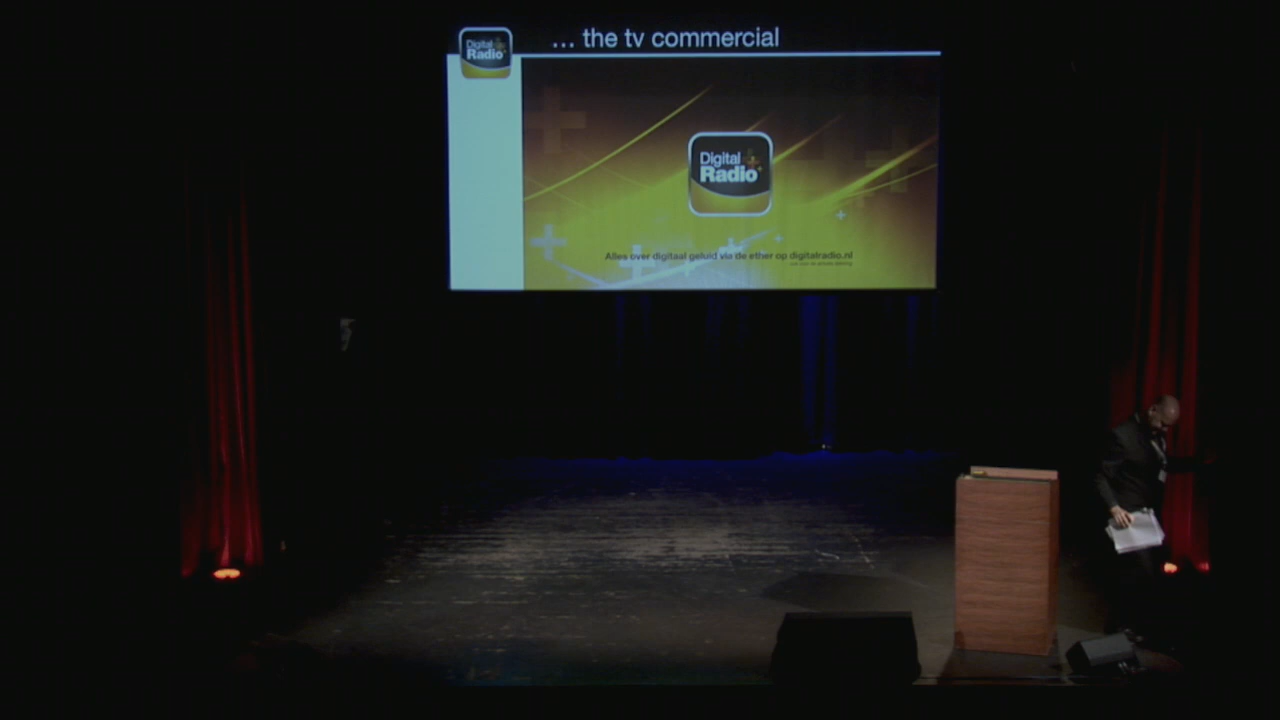 Digital
Radio
... the tv commercial
Digital
Radio
Alles over digitaal geluid via de ether op digitalradio.nl